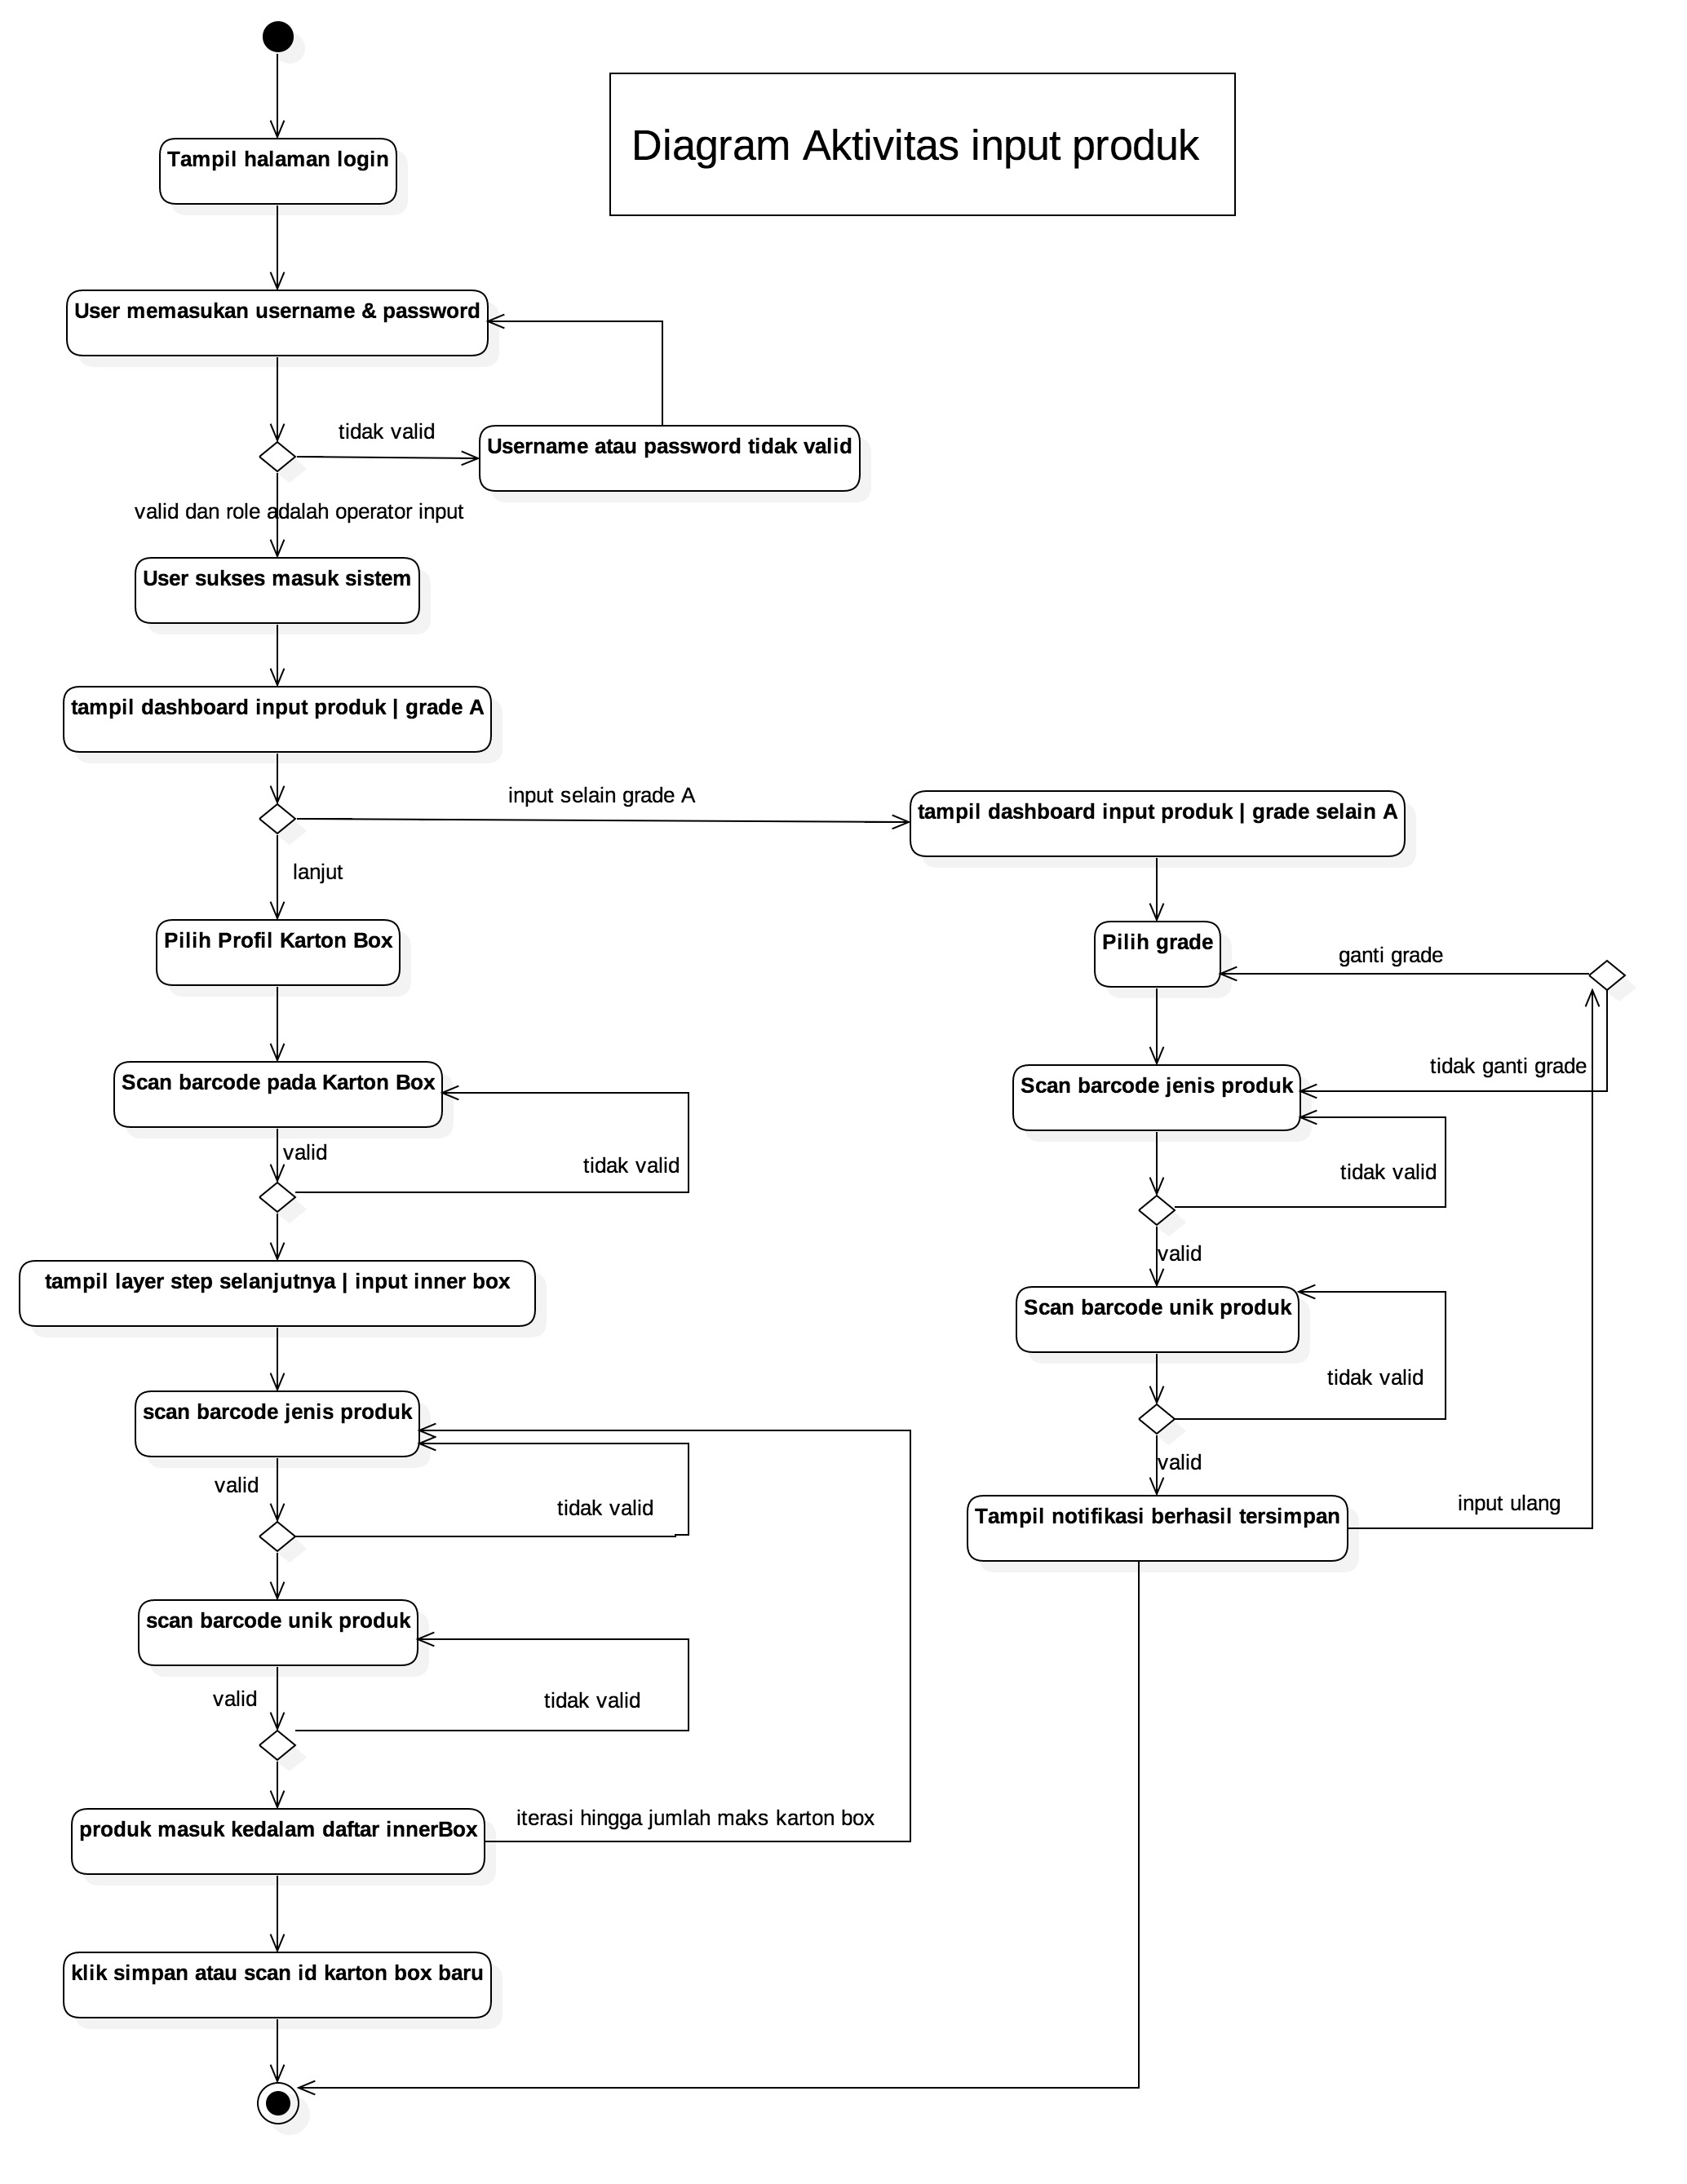 Diagram Aktivitas input produk
Tampil halaman login
User memasukan username & password
tidak valid
Username atau password tidak valid
valid dan role adalah operator input
User sukses masuk sistem
tampil dashboard input produk | grade A
input selain grade A
tampil dashboard input produk | grade selain A
lanjut
Pilih Profil Karton Box
Pilih grade
ganti grade
Scan barcode pada Karton Box
Scan barcode jenis produk
tidak ganti grade
valid
tidak valid
tidak valid
valid
tampil layer step selanjutnya | input inner box
Scan barcode unik produk
tidak valid
scan barcode jenis produk
valid
valid
tidak valid
Tampil notifikasi berhasil tersimpan
input ulang
scan barcode unik produk
valid
tidak valid
produk masuk kedalam daftar innerBox
iterasi hingga jumlah maks karton box
klik simpan atau scan id karton box baru